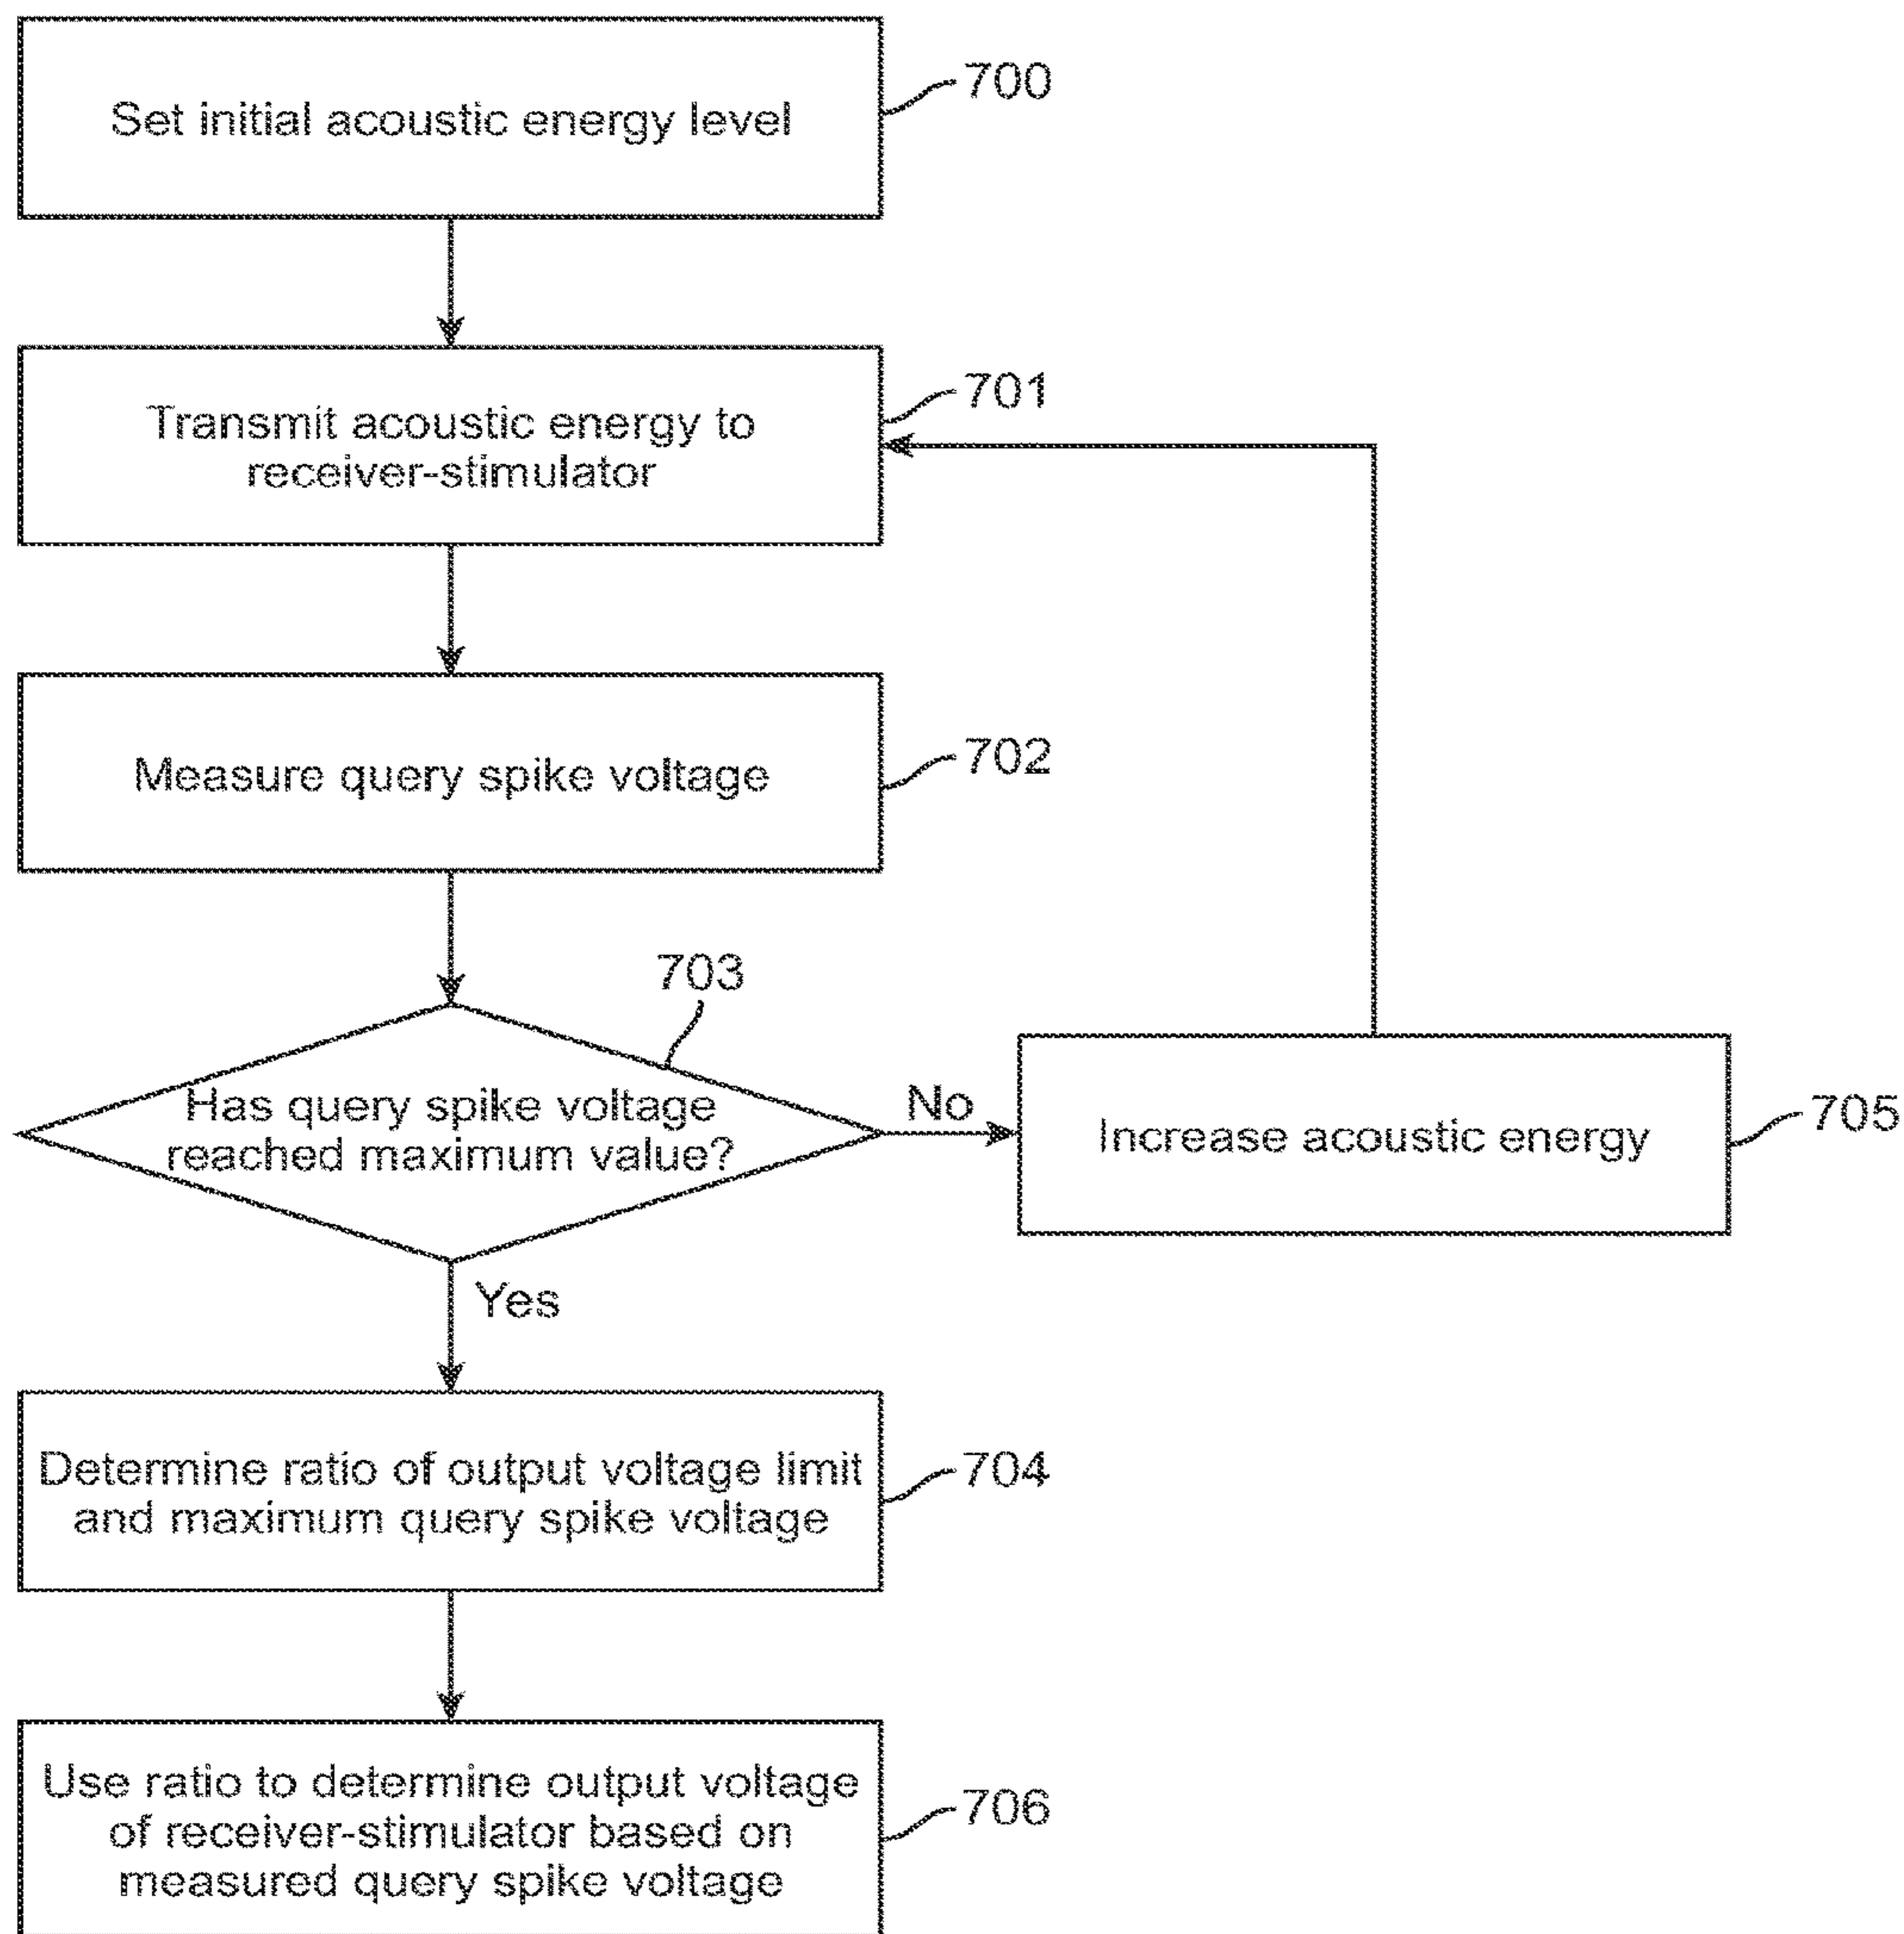 Set initial acoustic energy level
700
Transmit acoustic energy to
receiver-stimulator
701
Measure query spike voltage
702
703
Has query spike voltage
reached maximum value?
No
Increase acoustic energy
705
Yes
Determine ratio of output voltage limit
and maximum query spike voltage
704
Use ratio to determine output voltage
of receiver-stimulator based on
measured query spike voltage
706